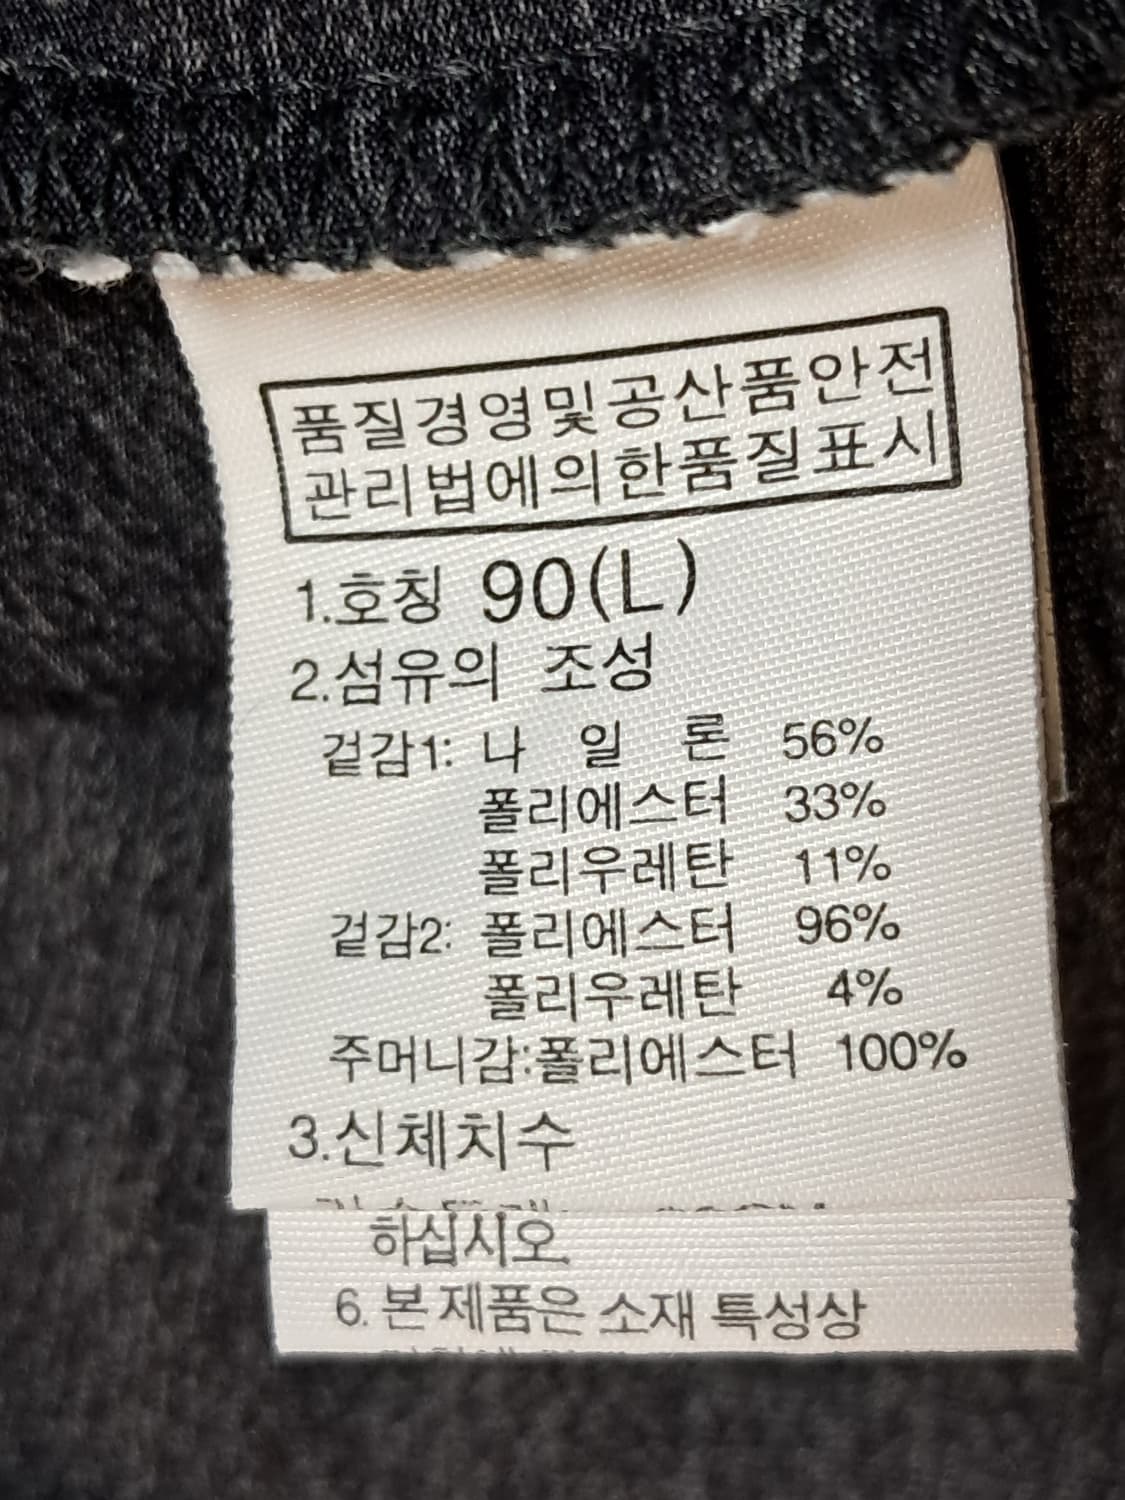 품질경영및공산품안전
관리법에의한품질표시
1.호칭 90(L)
2.섬유의 조성
겉감1: 나 일 론 56%
폴리에스터 33%
폴리우레탄 11%
겉감2: 폴리에스터 96%
폴리우레탄 4%
주머니감:폴리에스터 100%
3.신체치수
하십시오
6. 본제품은 소재 특성상